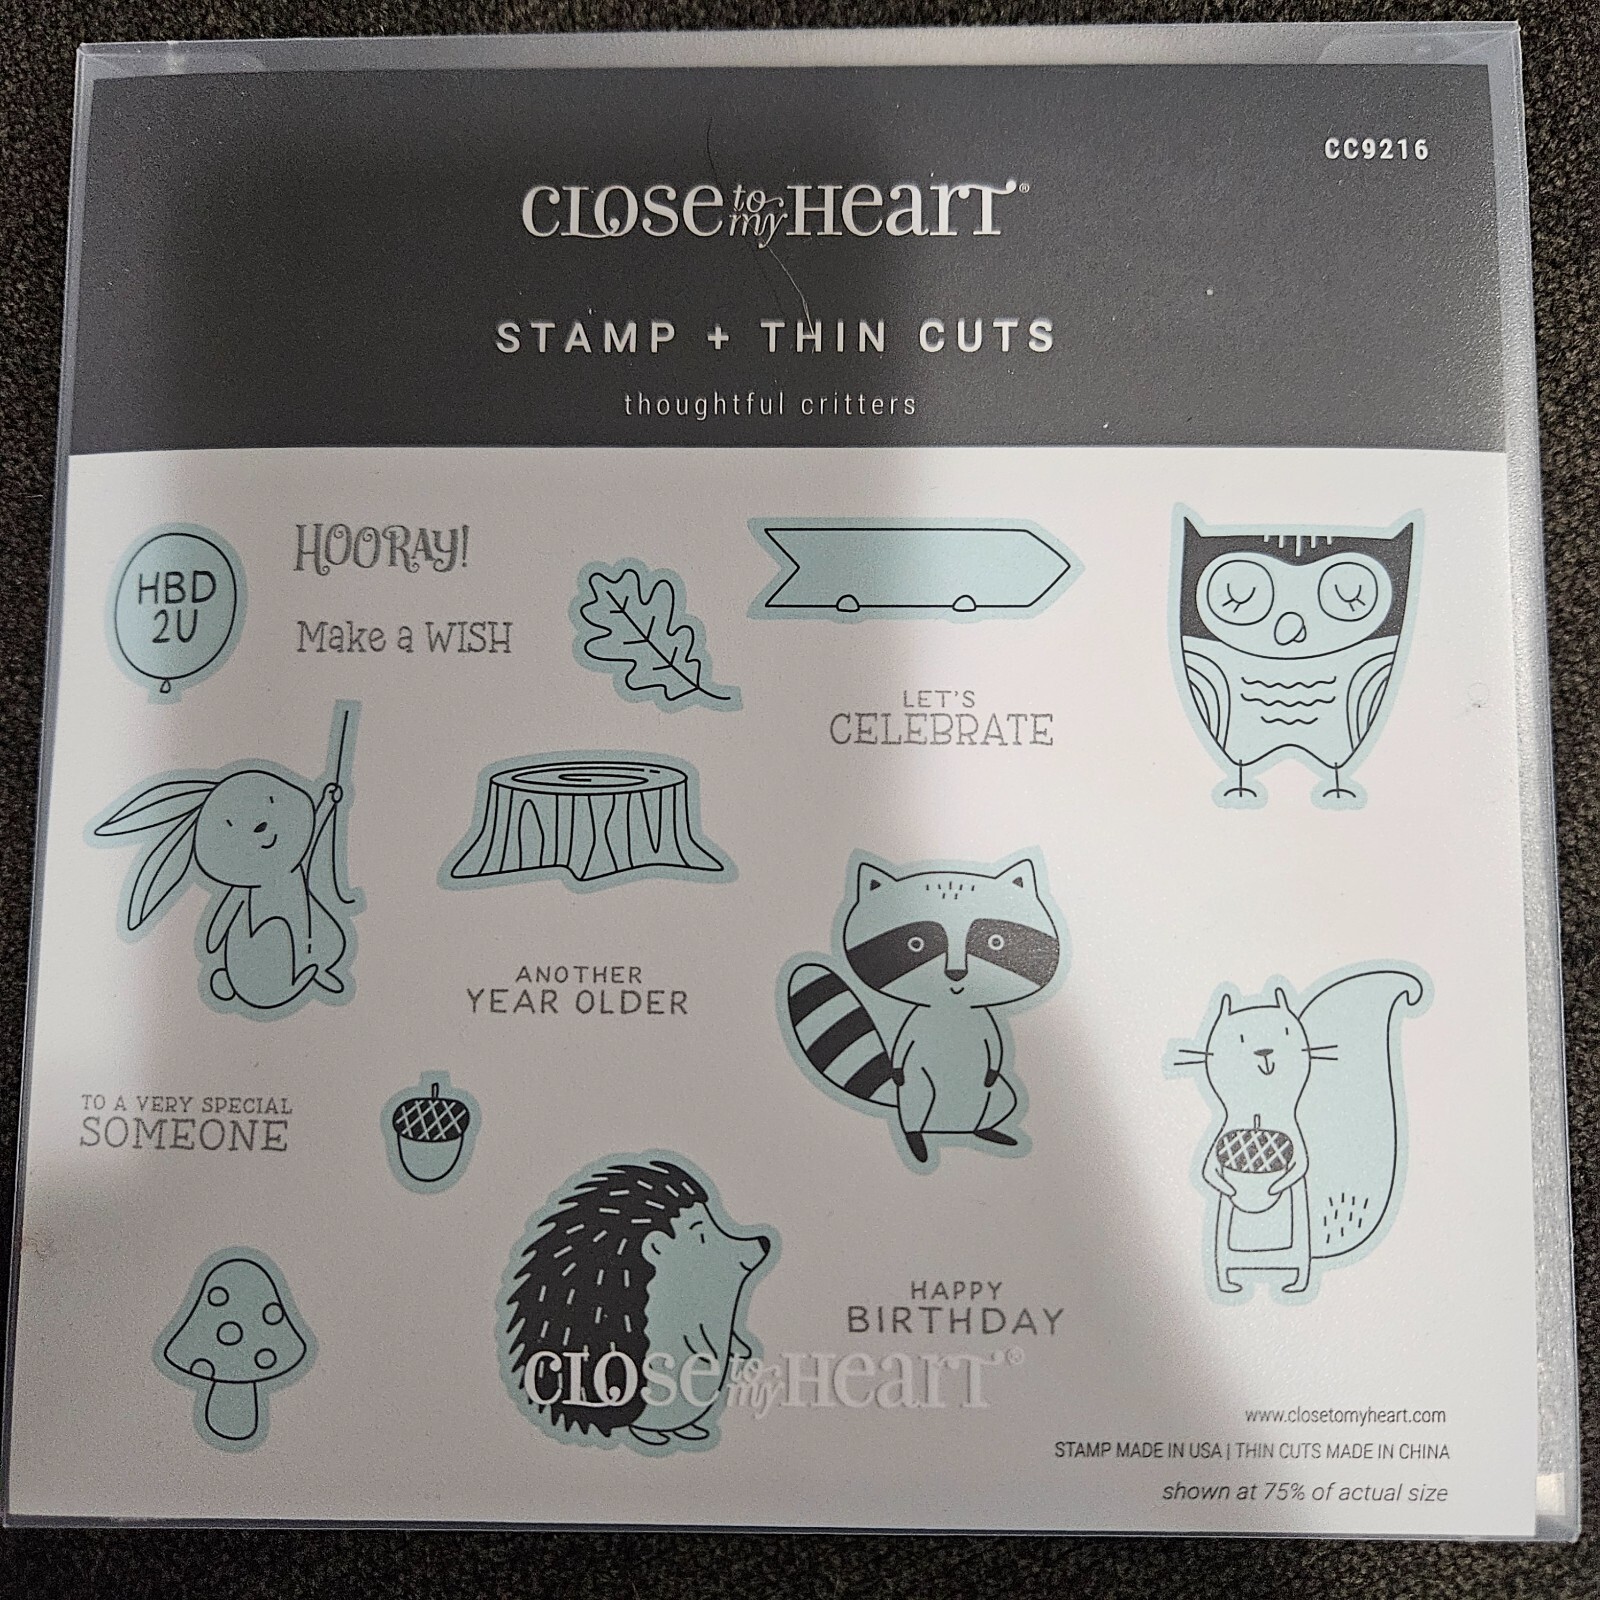 CC9216
CLOSE to my HEART®
STAMP + THIN CUTS
thoughtful critters
HBD
2U
HOORAY!
Make a WISH
LET'S
CELEBRATE
ANOTHER
YEAR OLDER
TO A VERY SPECIAL
SOMEONE
HAPPY
BIRTHDAY
CLOSE to my HEART®
www.closetomyheart.com
STAMP MADE IN USA | THIN CUTS MADE IN CHINA
shown at 75% of actual size